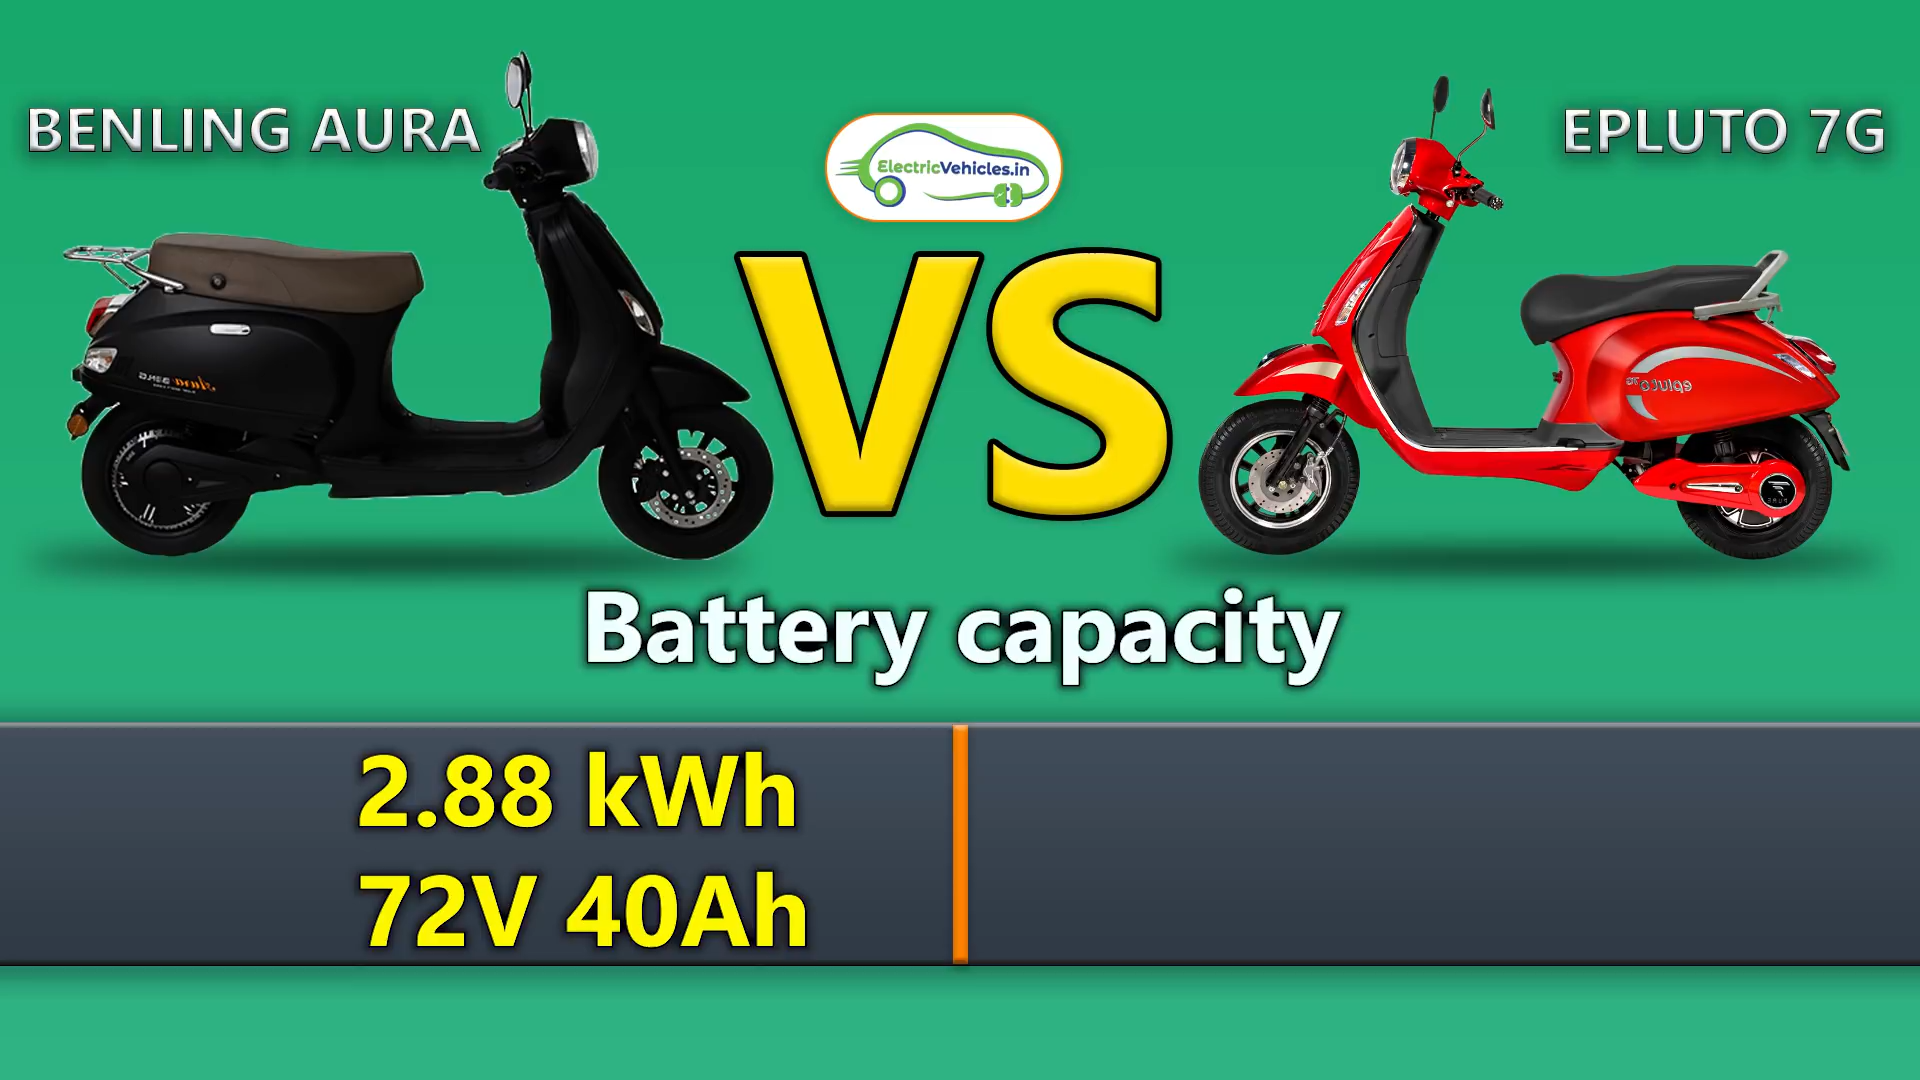 BENLING AURA
ElectricVehicles.in
EPLUTO 7G
VS
Battery capacity
2.88 kWh
72V 40Ah